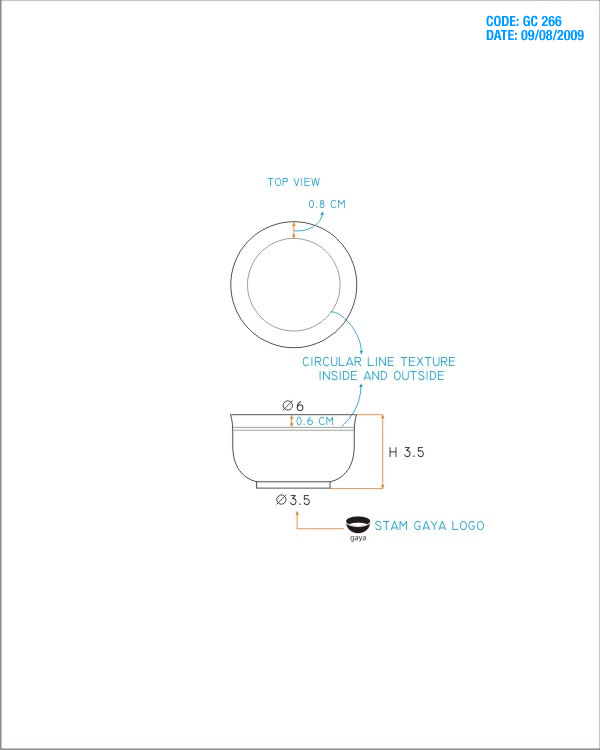 CODE: GC 266
DATE: 09/08/2009
TOP VIEW
0.8 CM
CIRCULAR LINE TEXTURE
INSIDE AND OUTSIDE
Ø6
0.6 CM
H 3.5
Ø3.5
STAM GAYA LOGO
gaya